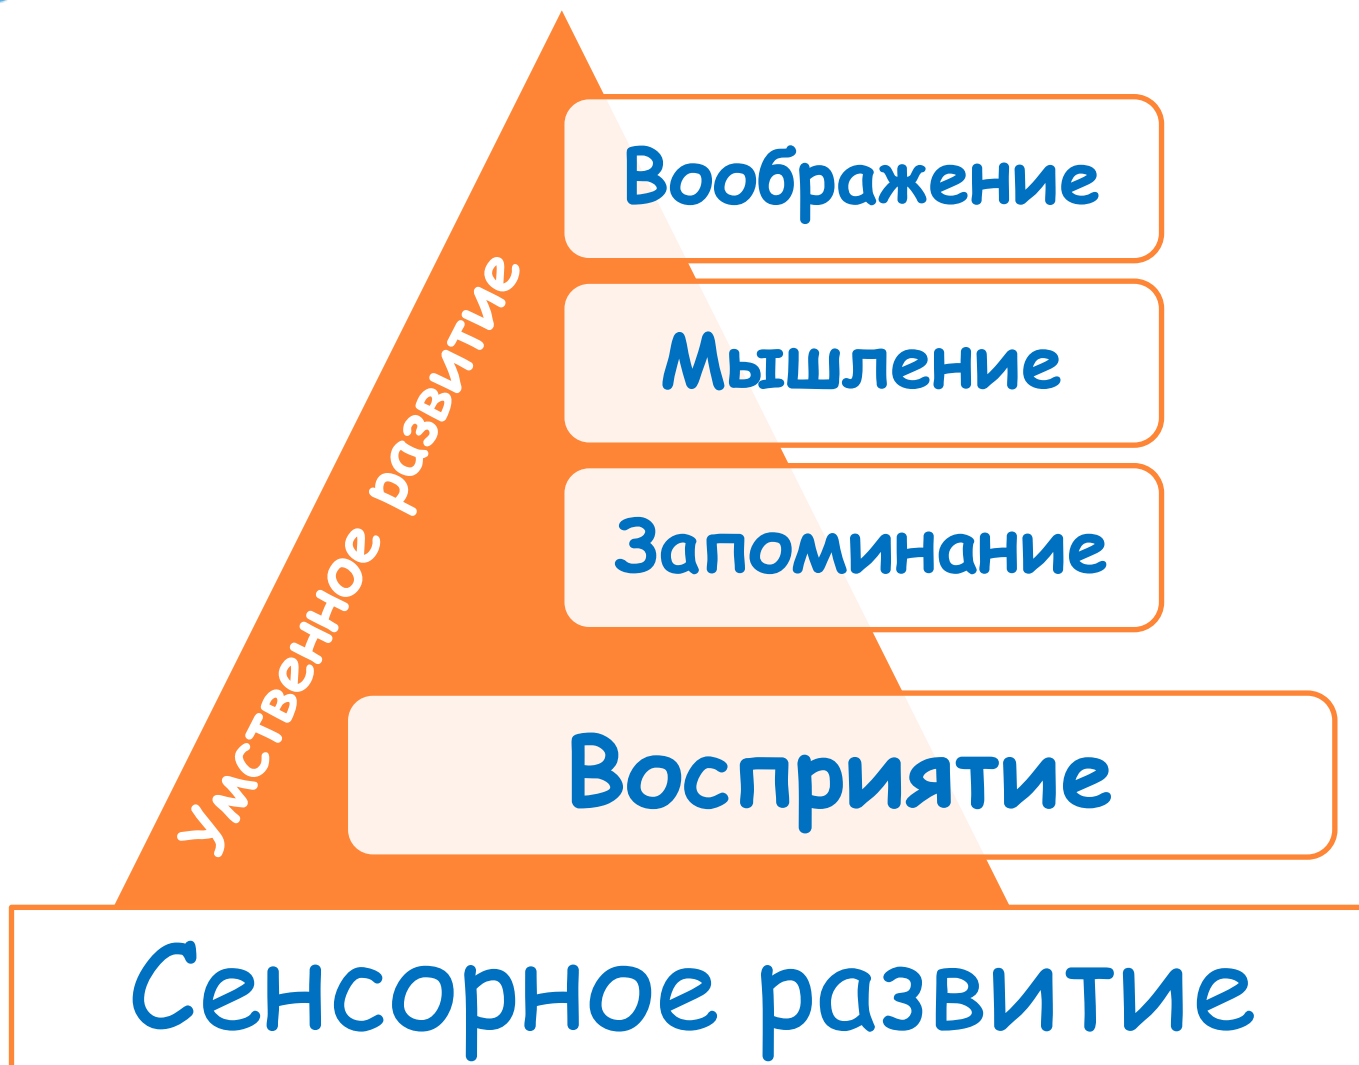 Воображение
Мышление
Запоминание
Умственное развитие
Восприятие
Сенсорное развитие